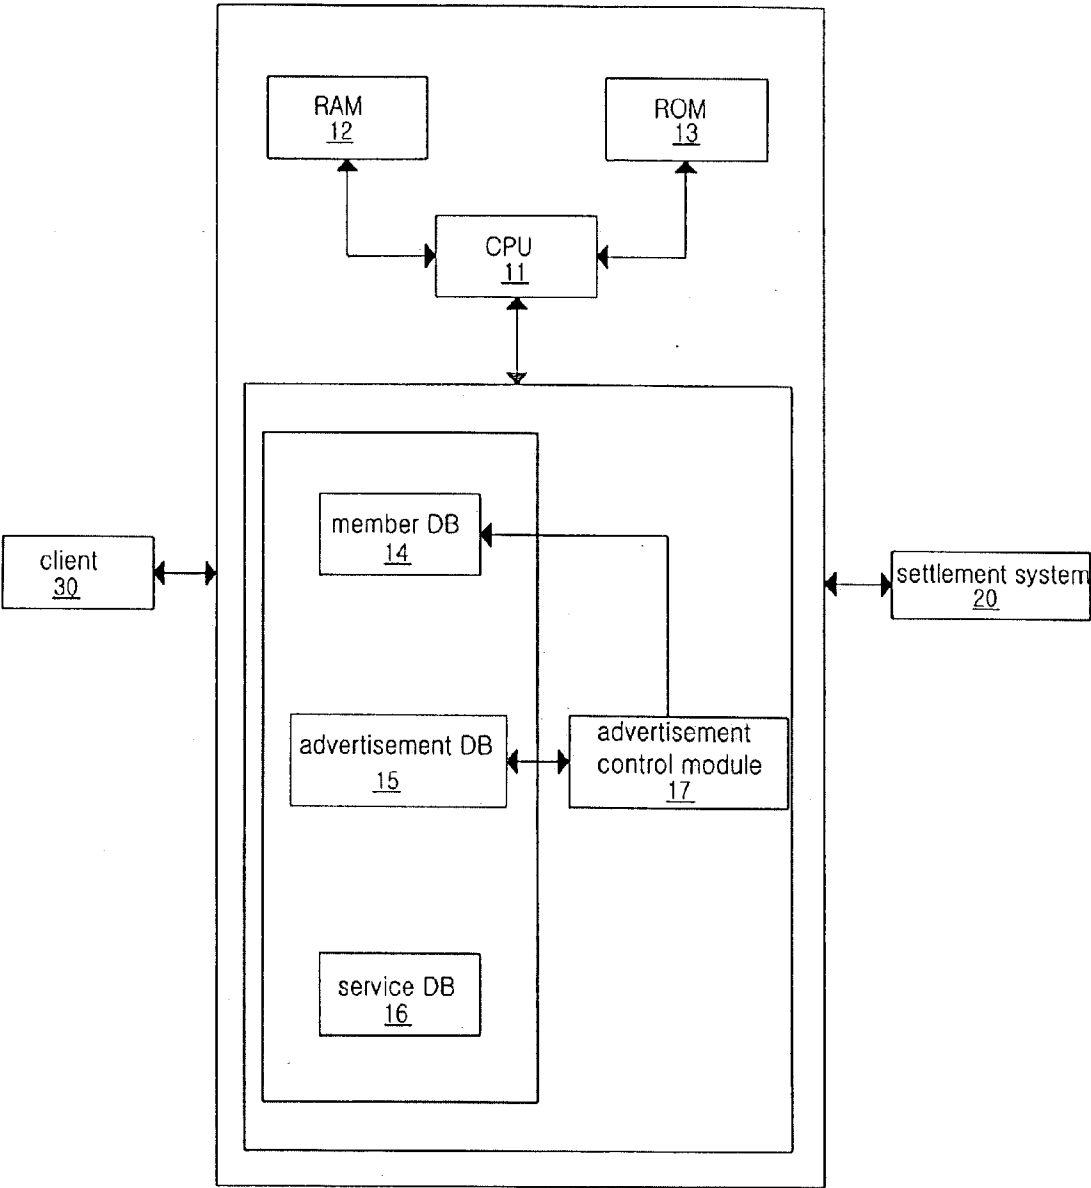 RAM
12
ROM
13
CPU
11
member DB
14
client
30
settlement system
20
advertisement DB
15
advertisement
control module
17
service DB
16